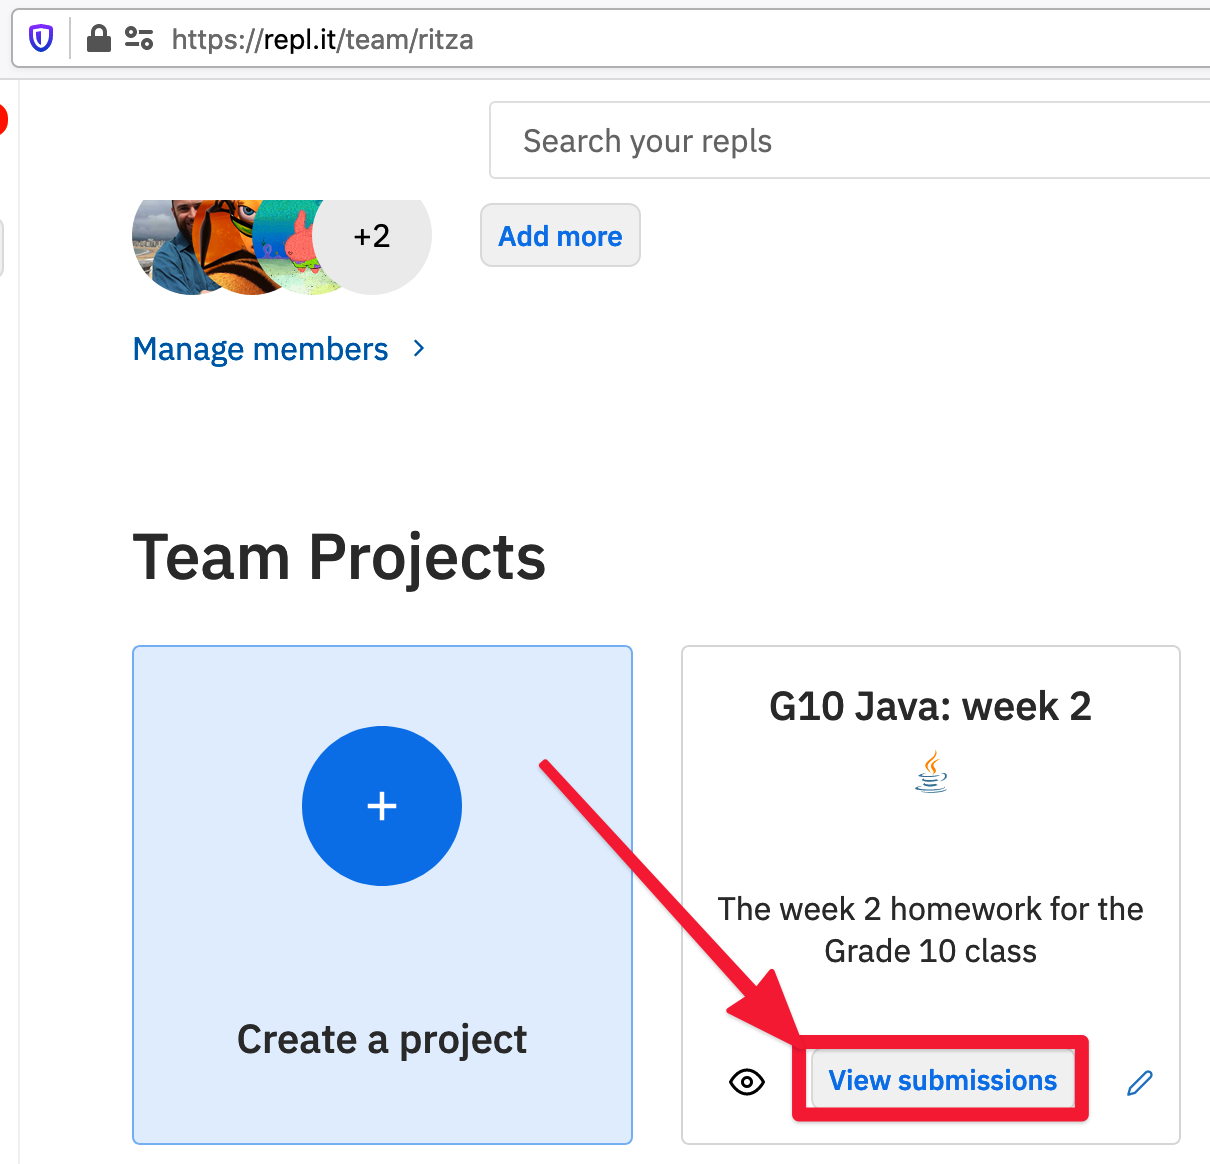 https://repl.it/team/ritza
Search your repls
+2
Add more
Manage members
Team Projects
G10 Java: week 2
The week 2 homework for the
Grade 10 class
Create a project
View submissions